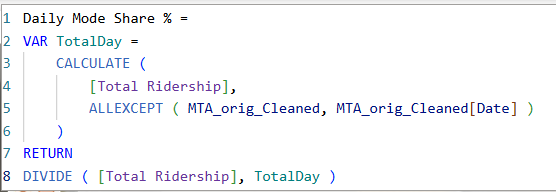 1 Daily Mode Share % =
2 VAR TotalDay =
3 CALCULATE (
4 [Total Ridership],
5 ALLEXCEPT ( MTA_orig_Cleaned, MTA_orig_Cleaned[Date] )
6 )
7 RETURN
8 DIVIDE ( [Total Ridership], TotalDay )